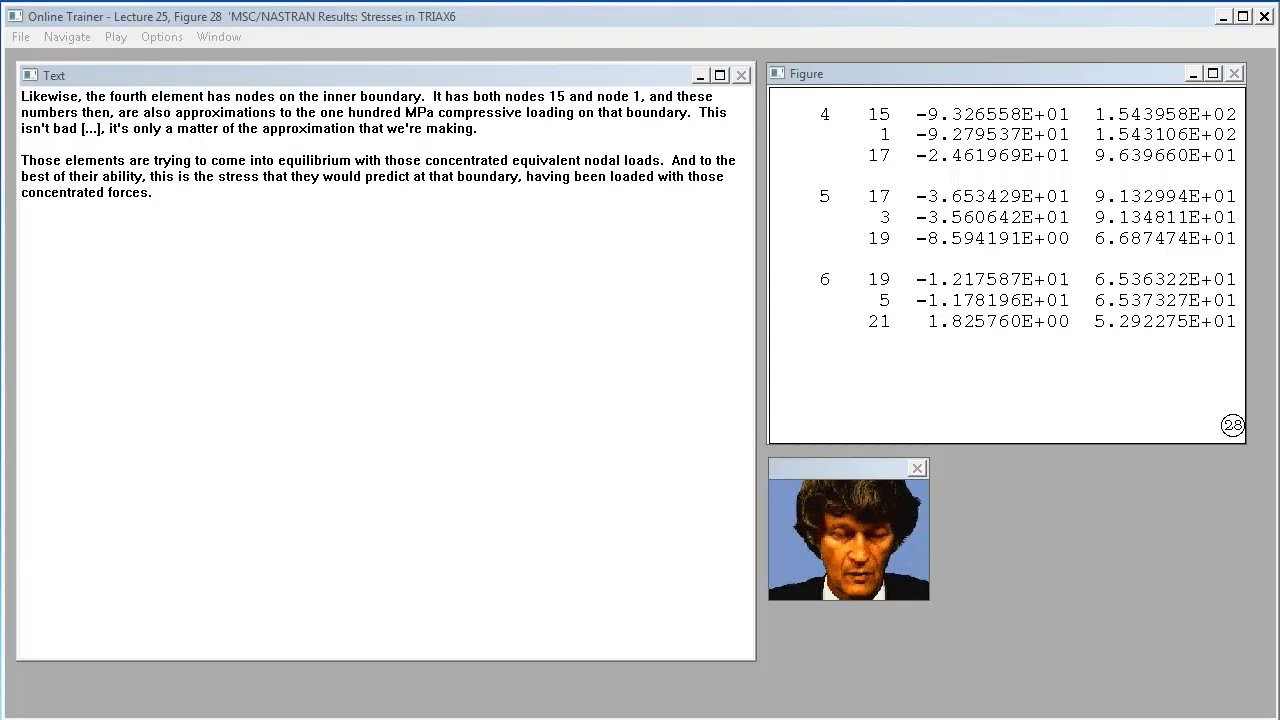 Online Trainer - Lecture 25, Figure 28 'MSC/NASTRAN Results: Stresses in TRIAX6
File Navigate Play Options Window
Text
Likewise, the fourth element has nodes on the inner boundary. It has both nodes 15 and node 1, and these
numbers then, are also approximations to the one hundred MPa compressive loading on that boundary. This
isn't bad [...], it's only a matter of the approximation that we're making.
Those elements are trying to come into equilibrium with those concentrated equivalent nodal loads. And to the
best of their ability, this is the stress that they would predict at that boundary, having been loaded with those
concentrated forces.
Figure
4 15 -9.326558E+01 1.543958E+02
1 -9.279537E+01 1.543106E+02
17 -2.461969E+01 9.639660E+01
5 17 -3.653429E+01 9.132994E+01
3 -3.560642E+01 9.134811E+01
19 -8.594191E+00 6.687474E+01
6 19 -1.217587E+01 6.536322E+01
5 -1.178196E+01 6.537327E+01
21 1.825760E+00 5.292275E+01
28